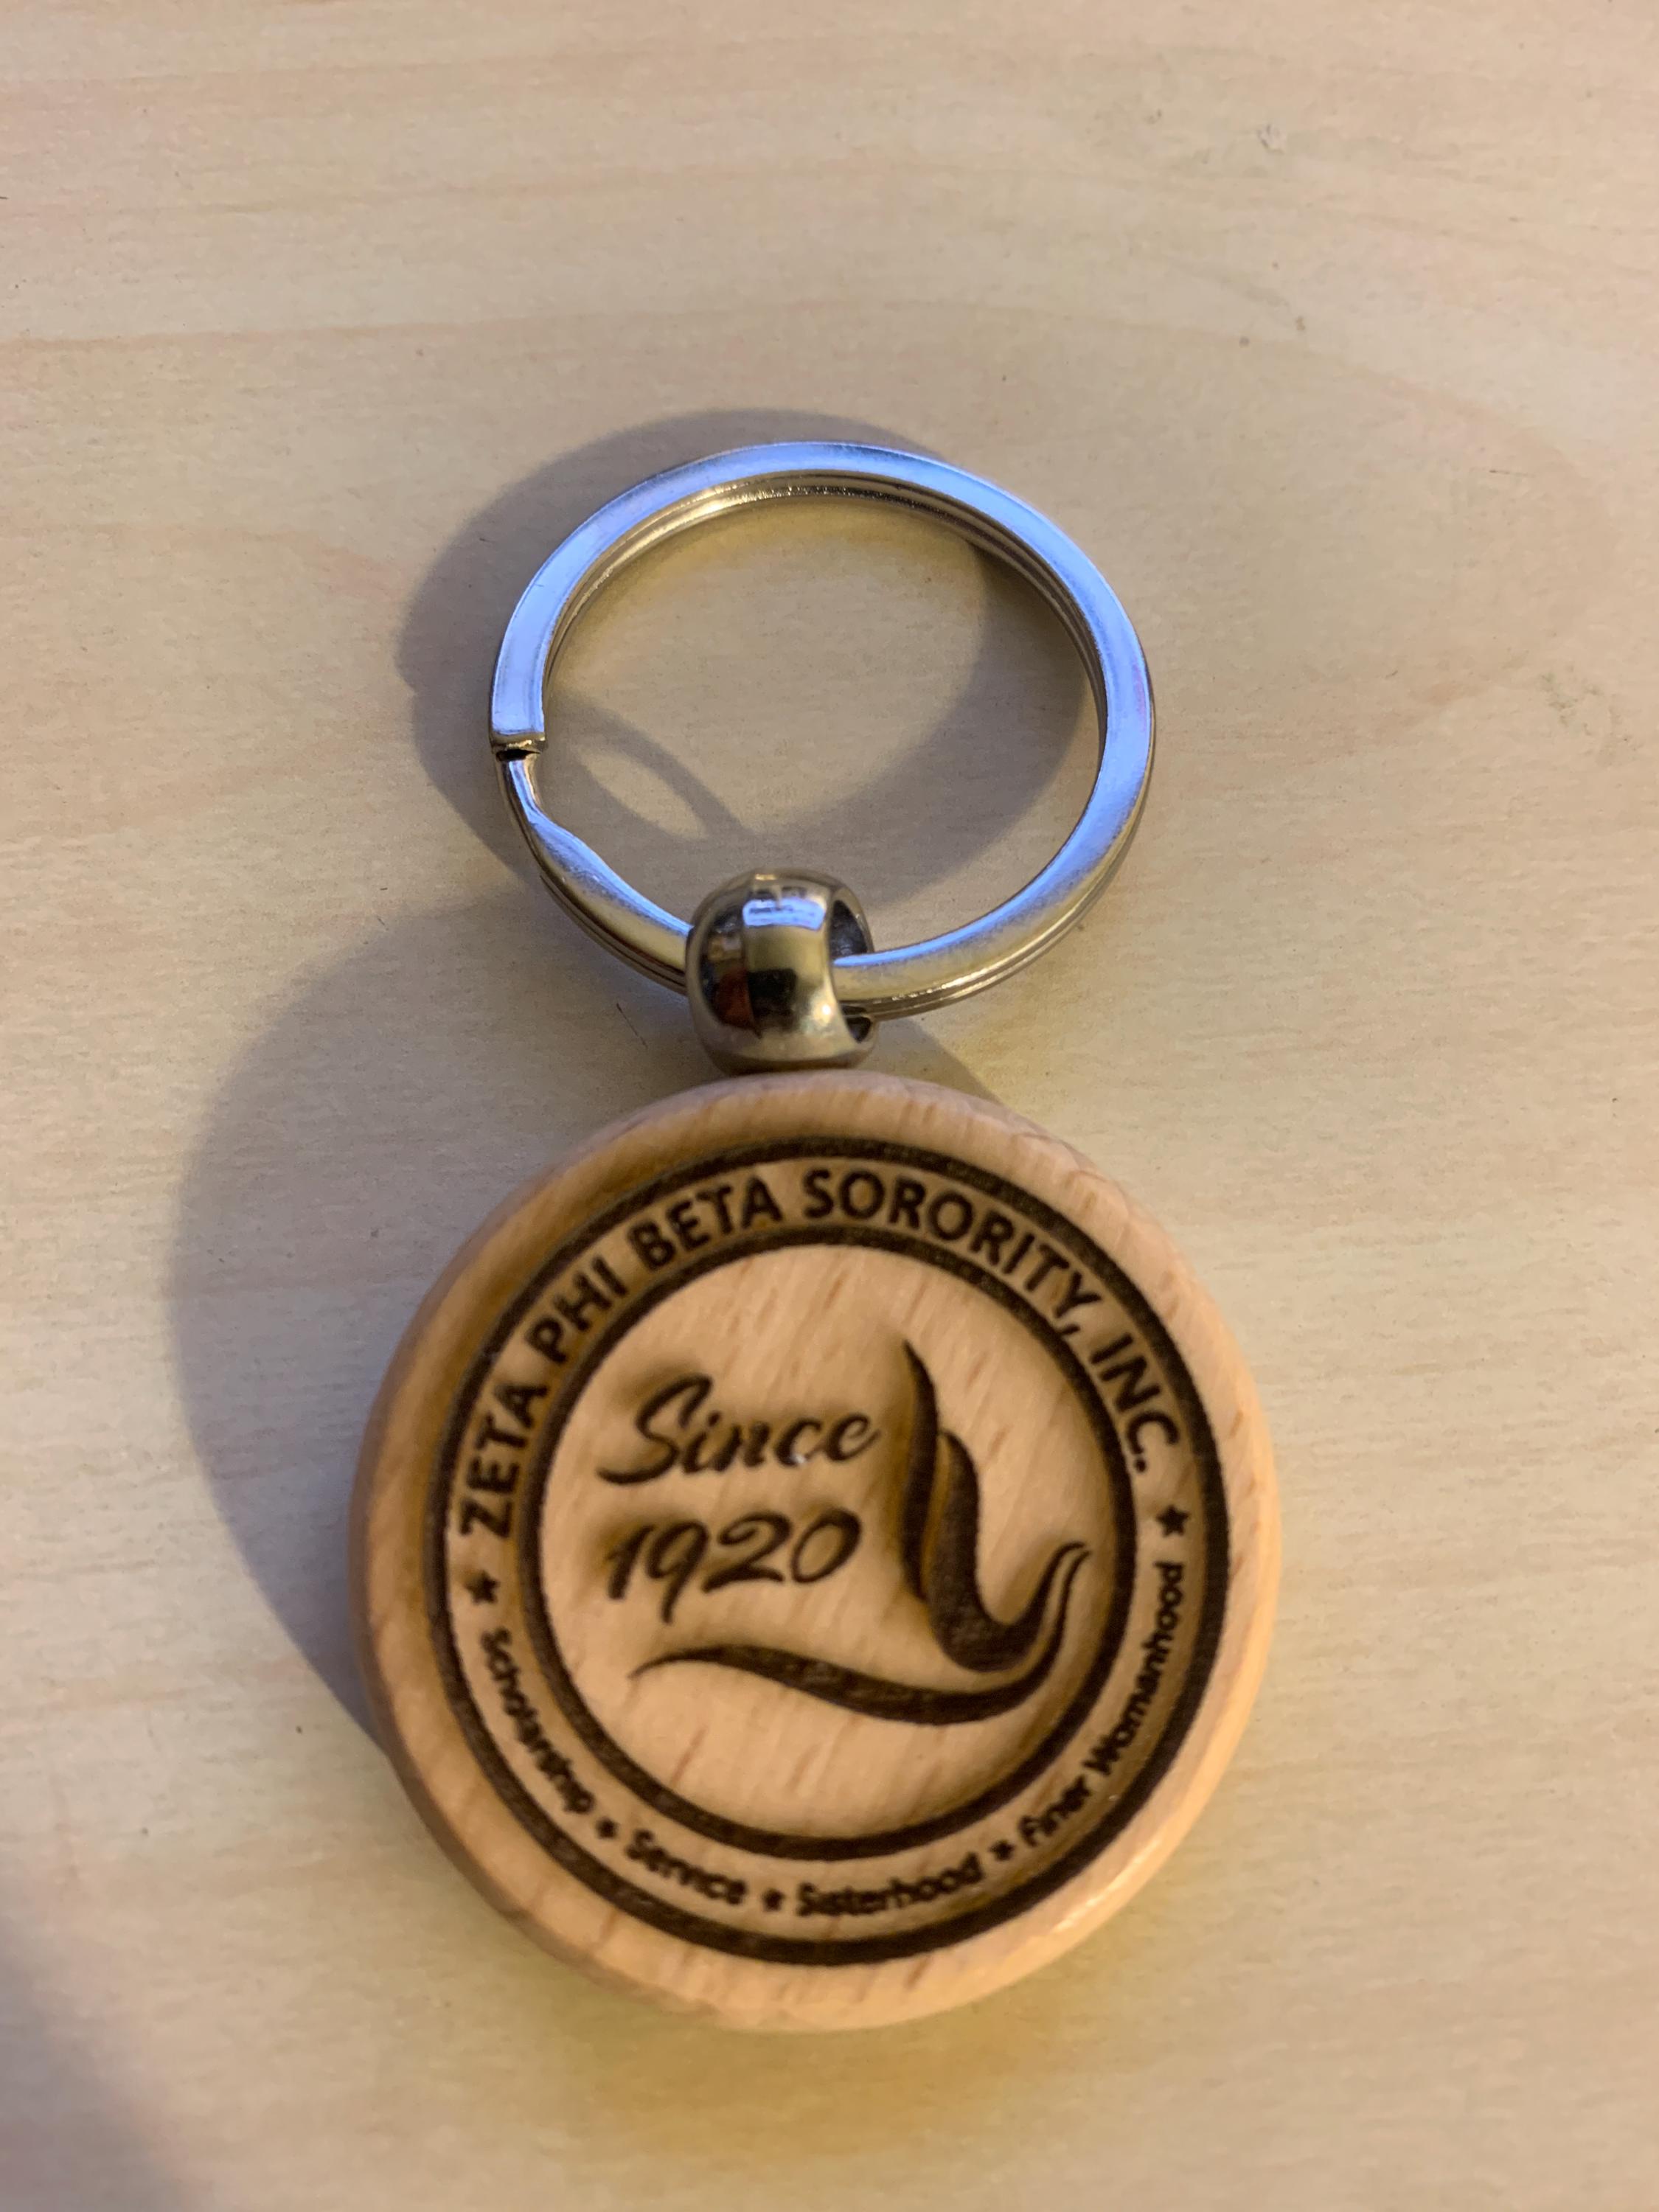 ★ ZETA PHI BETA SORORITY, INC. ★
Since
1920
Scholarship ★ Service ★ Sisterhood ★ Finer Womanhood